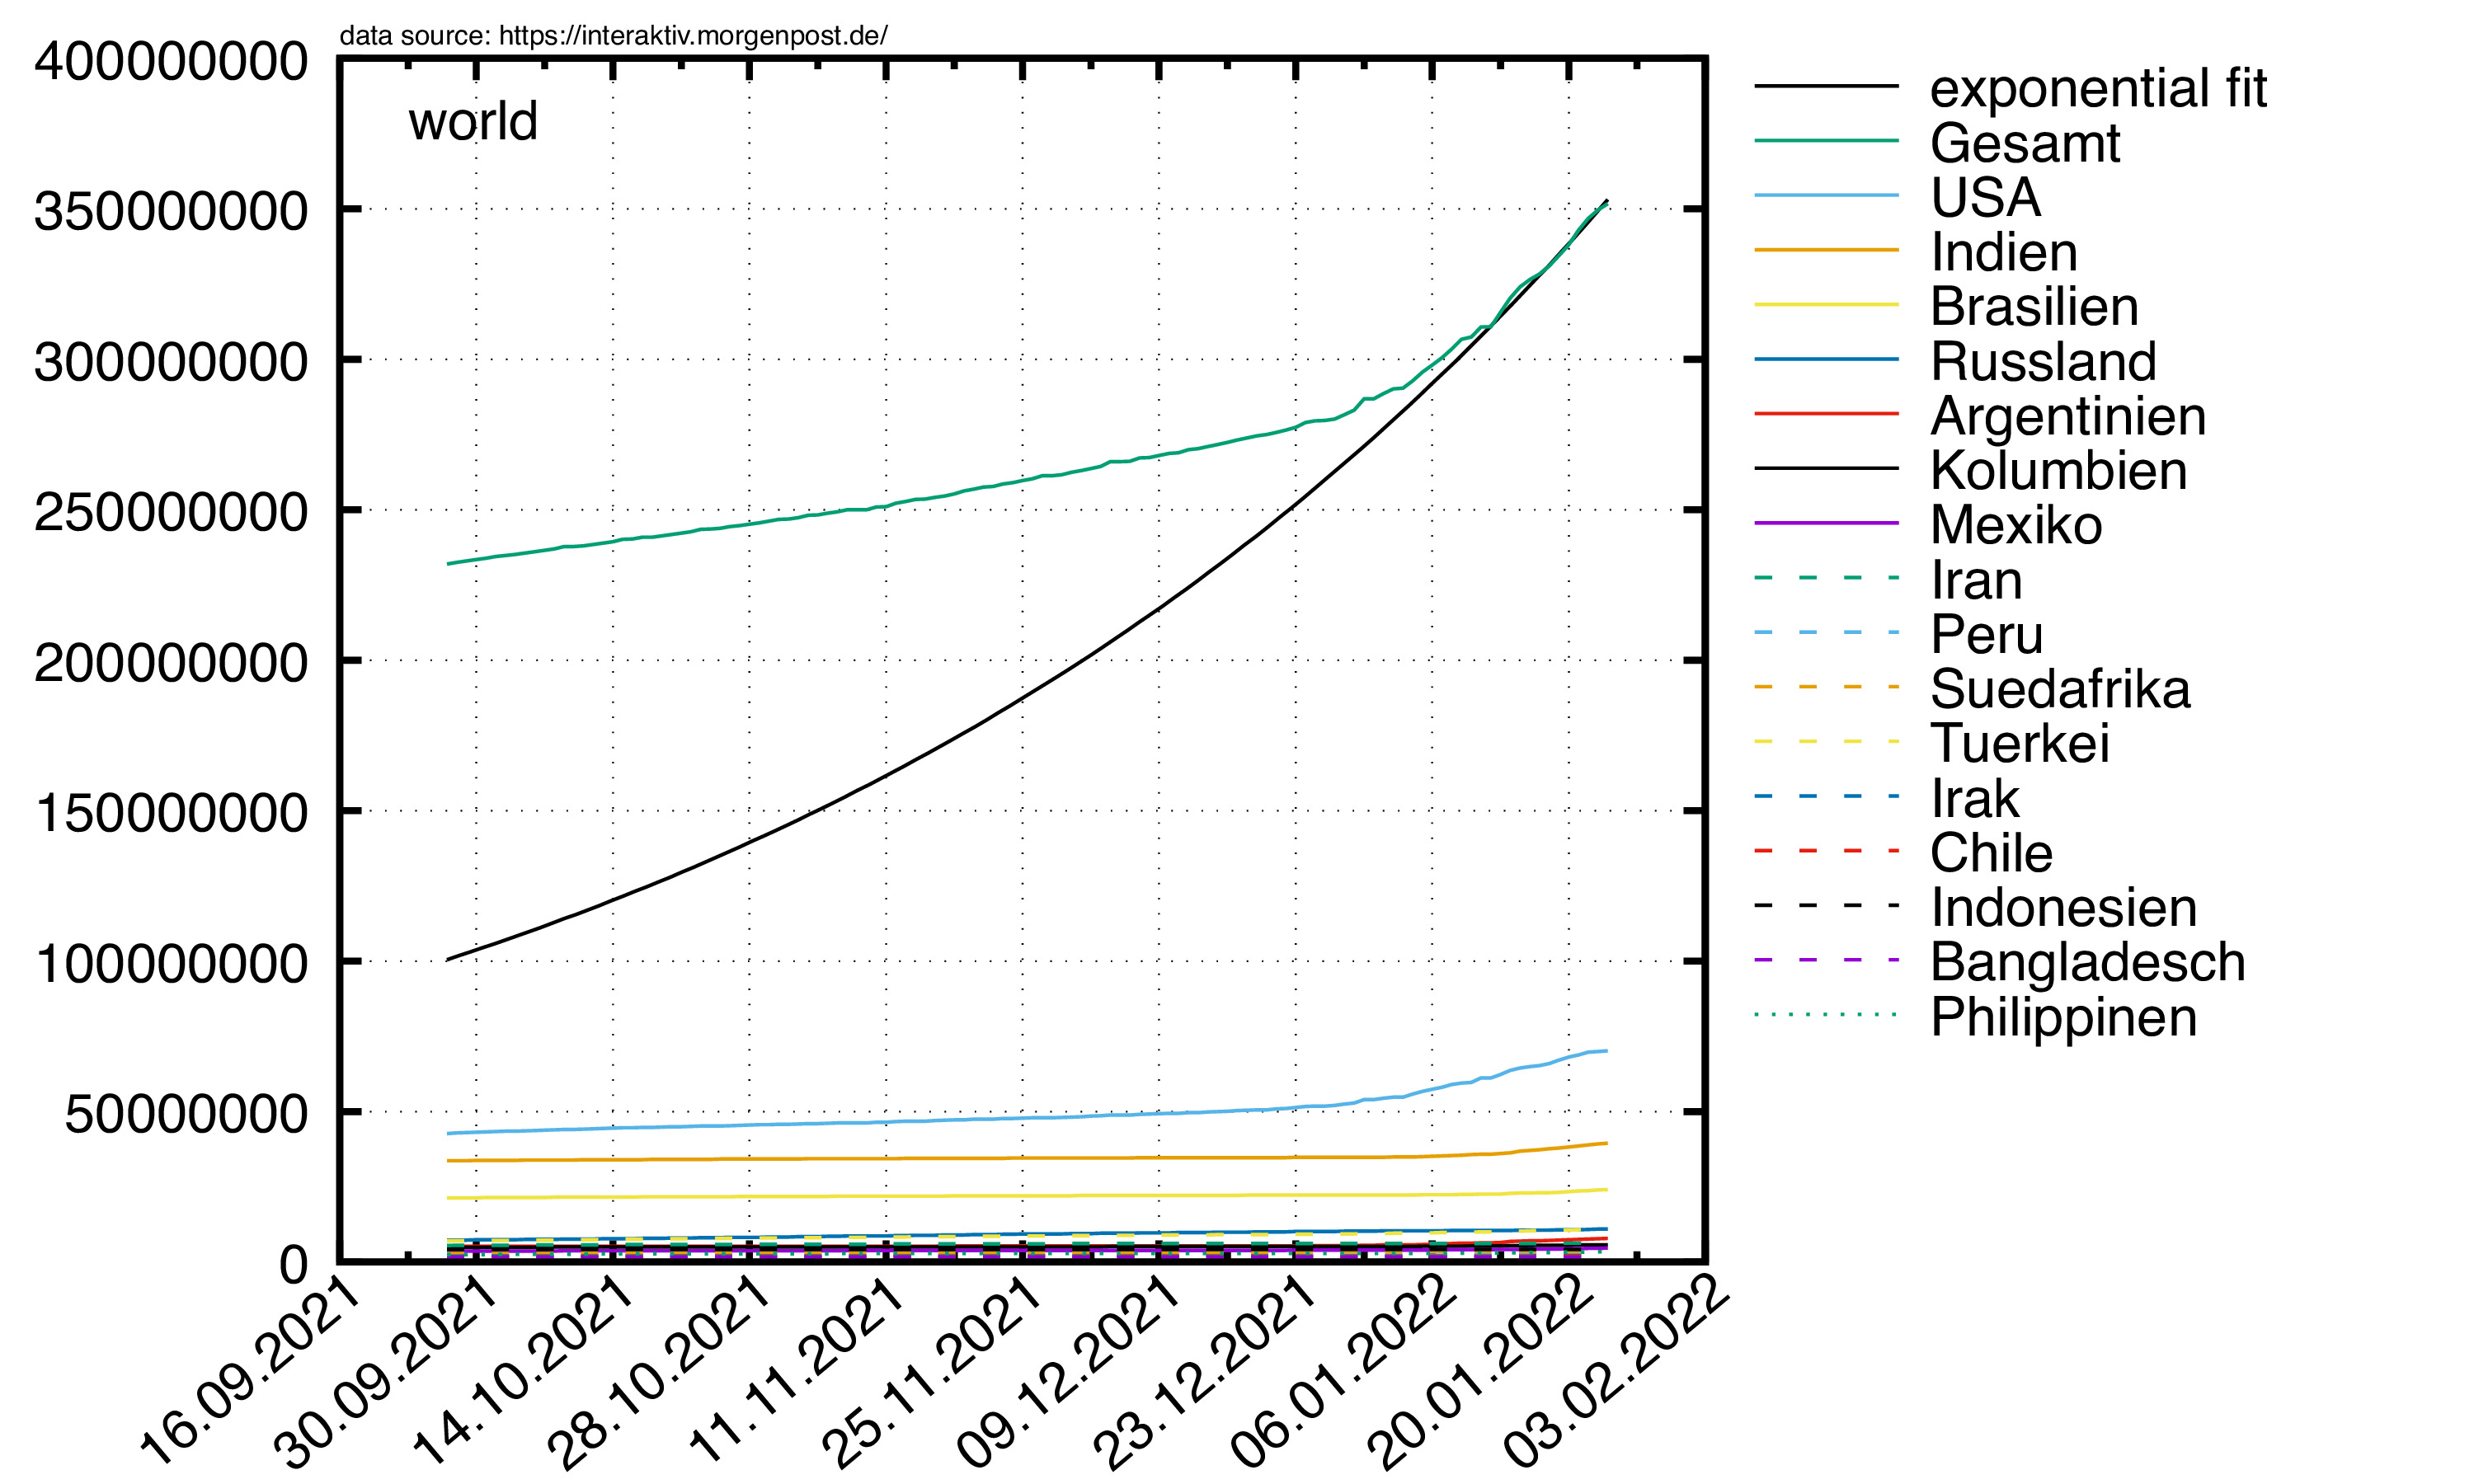 data source: https://interaktiv.morgenpost.de/
400000000
350000000
300000000
250000000
200000000
150000000
100000000
50000000
0
world
exponential fit
Gesamt
USA
Indien
Brasilien
Russland
Argentinien
Kolumbien
Mexiko
Iran
Peru
Suedafrika
Tuerkei
Irak
Chile
Indonesien
Bangladesch
Philippinen
16.09.2021
30.09.2021
14.10.2021
28.10.2021
11.11.2021
25.11.2021
09.12.2021
23.12.2021
06.01.2022
20.01.2022
03.02.2022